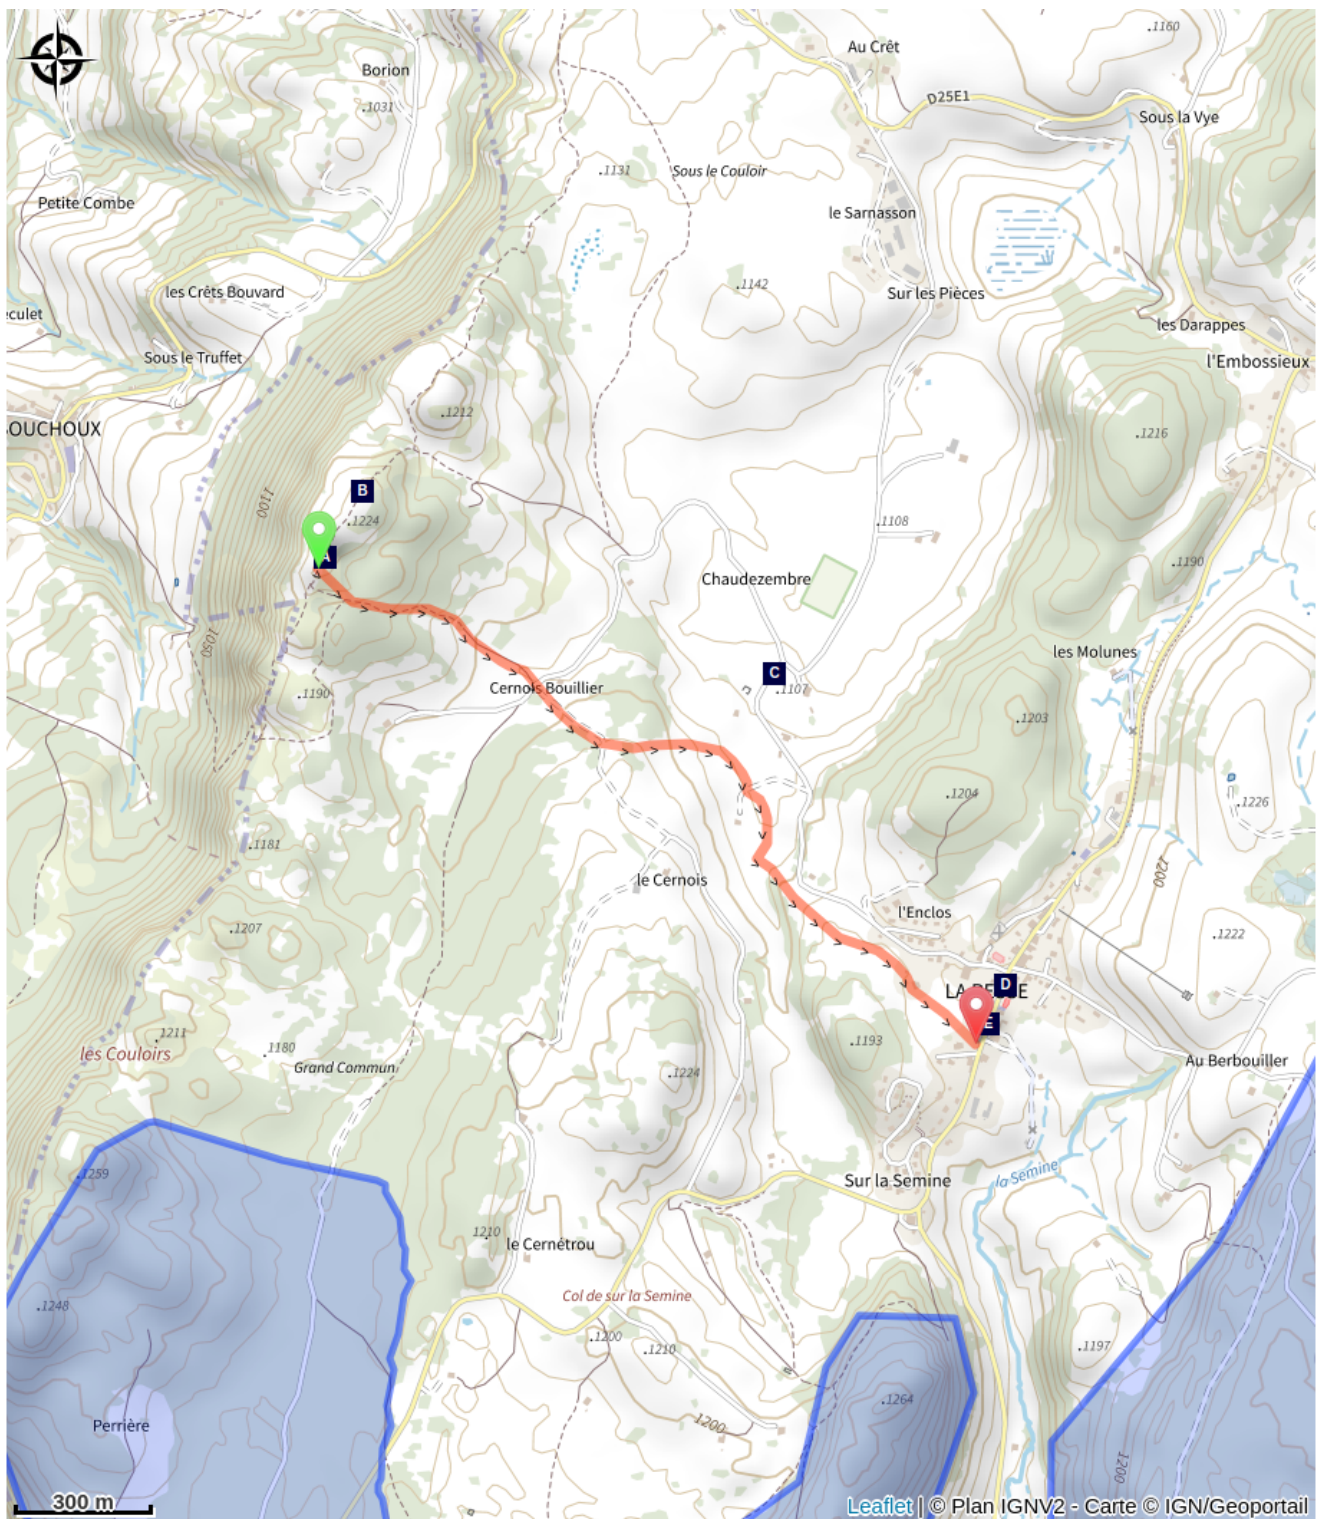 .1160
Au Crêt
Borion
D25E1
.1031
Sous la Vye
.1131
Sous le Couloir
Petite Combe
le Sarnasson
.1142
les Crêts Bouvard
Sur les Pièces
eculet
les Darappes
Sous le Truffet
l'Embossieux
.1212
OUCHOUX
.1216
B
1100
.1224
.1108
A
.1190
Chaudezembre
1050
les Molunes
C
Cernois Bouillier
.1107
.1190
.1203
.1204
.1226
.1181
le Cernois
1200
l'Enclos
.1207
.1222
D
LA PE
E
E
.1211
.1193
les Couloirs
.1180
Au Berbouiller
Grand Commun
.1224
.1259
Sur la Semine
la Semine
.1210
le Cernétrou
Col de sur la Semine
.1248
.1200
.1210
.1197
.1264
Perrière
1200
1200
300 m
Leaflet | © Plan IGNV2 - Carte © IGN/Geoportail